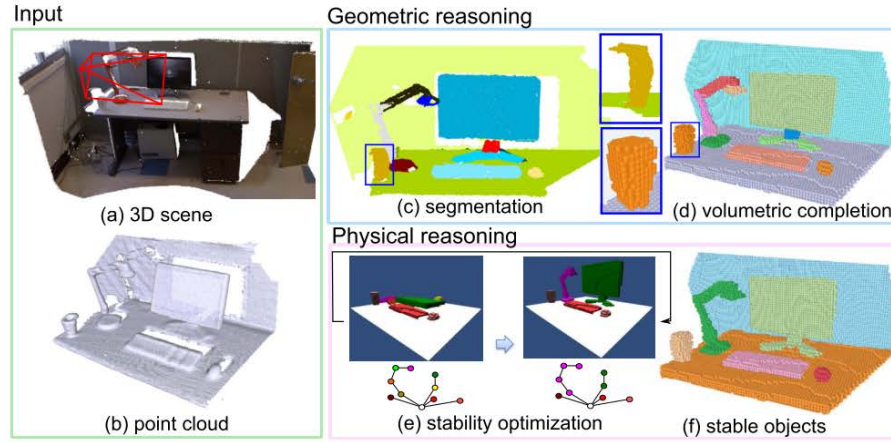 Input
(a) 3D scene
(b) point cloud
Geometric reasoning
(c) segmentation
(d) volumetric completion
Physical reasoning
(e) stability optimization
(f) stable objects